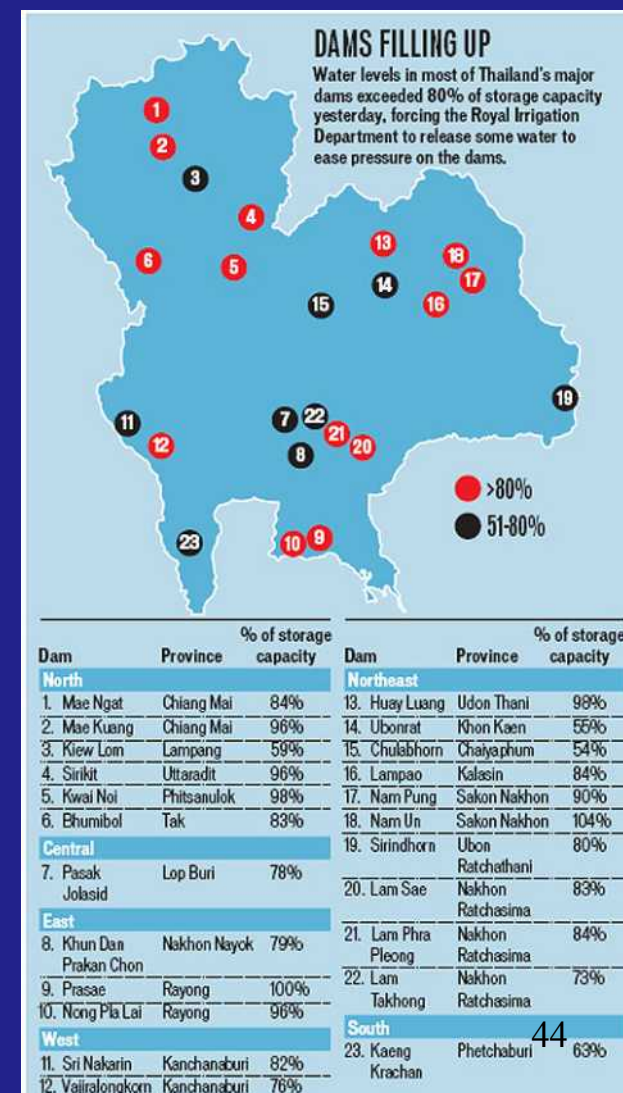 DAMS FILLING UP
Water levels in most of Thailand's major
dams exceeded 80% of storage capacity
yesterday, forcing the Royal Irrigation
Department to release some water to
ease pressure on the dams.
1
2
3
4
5
6
13
18
14
17
16
15
19
11
12
7
22
21
20
8
23
10
9
>80%
51-80%
Dam Province % of storage capacity
North
1. Mae Ngat Chiang Mai 84%
2. Mae Kuang Chiang Mai 96%
3. Kiew Lom Lampang 59%
4. Sirikit Uttaradit 96%
5. Kwai Noi Phitsanulok 98%
6. Bhumibol Tak 83%
Central
7. Pasak Lop Buri 78%
Jolasid
East
8. Khun Dan Nakhon Nayok 79%
Prakan Chon
9. Prasae Rayong 100%
10. Nong Pla Lai Rayong 96%
West
11. Sri Nakarin Kanchanaburi 82%
12. Vajiralongkorn Kanchanaburi 76%
Dam Province % of storage capacity
Northeast
13. Huay Luang Udon Thani 98%
14. Ubonrat Khon Kaen 55%
15. Chulabhorn Chaiyaphum 54%
16. Lampao Kalasin 84%
17. Nam Pung Sakon Nakhon 90%
18. Nam Un Sakon Nakhon 104%
19. Sirindhorn Ubon 80%
Ratchathani
20. Lam Sae Nakhon 83%
Ratchasima
21. Lam Phra Nakhon 84%
Pleong Ratchasima
22. Lam Nakhon 73%
Takhong Ratchasima
South
23. Kaeng Phetchaburi 63%
Krachan
44